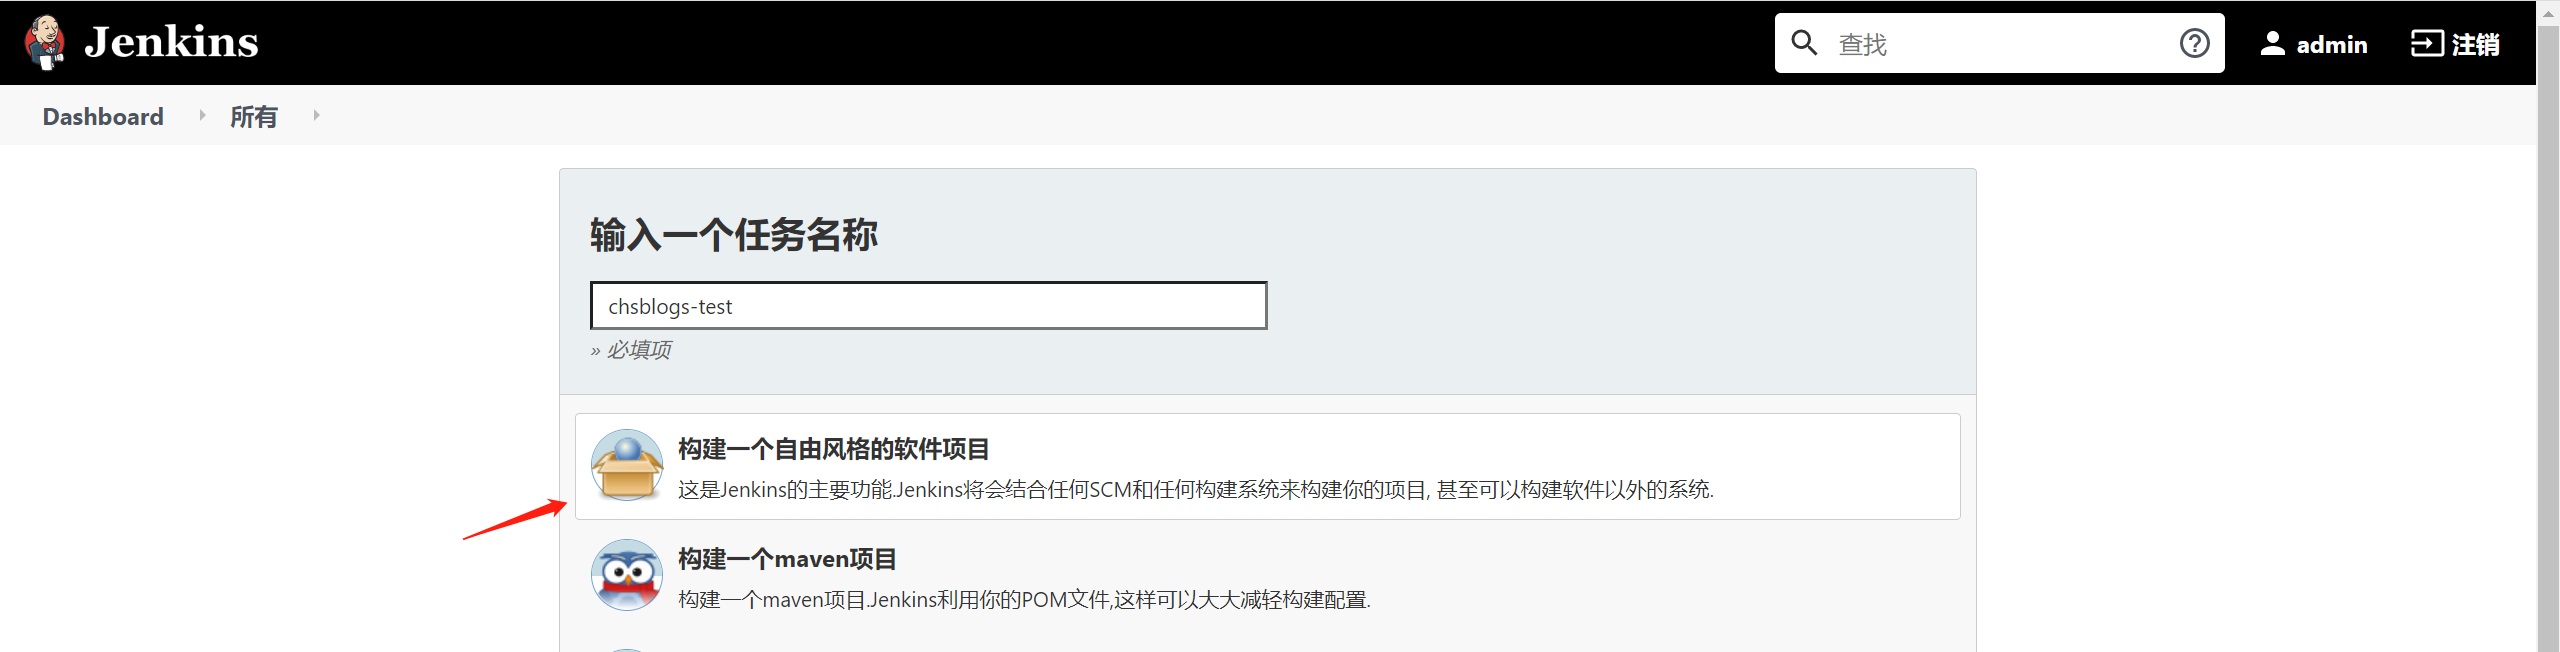 Jenkins
查找
admin
注销
Dashboard
所有
输入一个任务名称
chsblogs-test
» 必填项
构建一个自由风格的软件项目
这是Jenkins的主要功能.Jenkins将会结合任何SCM和任何构建系统来构建你的项目, 甚至可以构建软件以外的系统.
构建一个maven项目
构建一个maven项目.Jenkins利用你的POM文件,这样可以大大减轻构建配置.